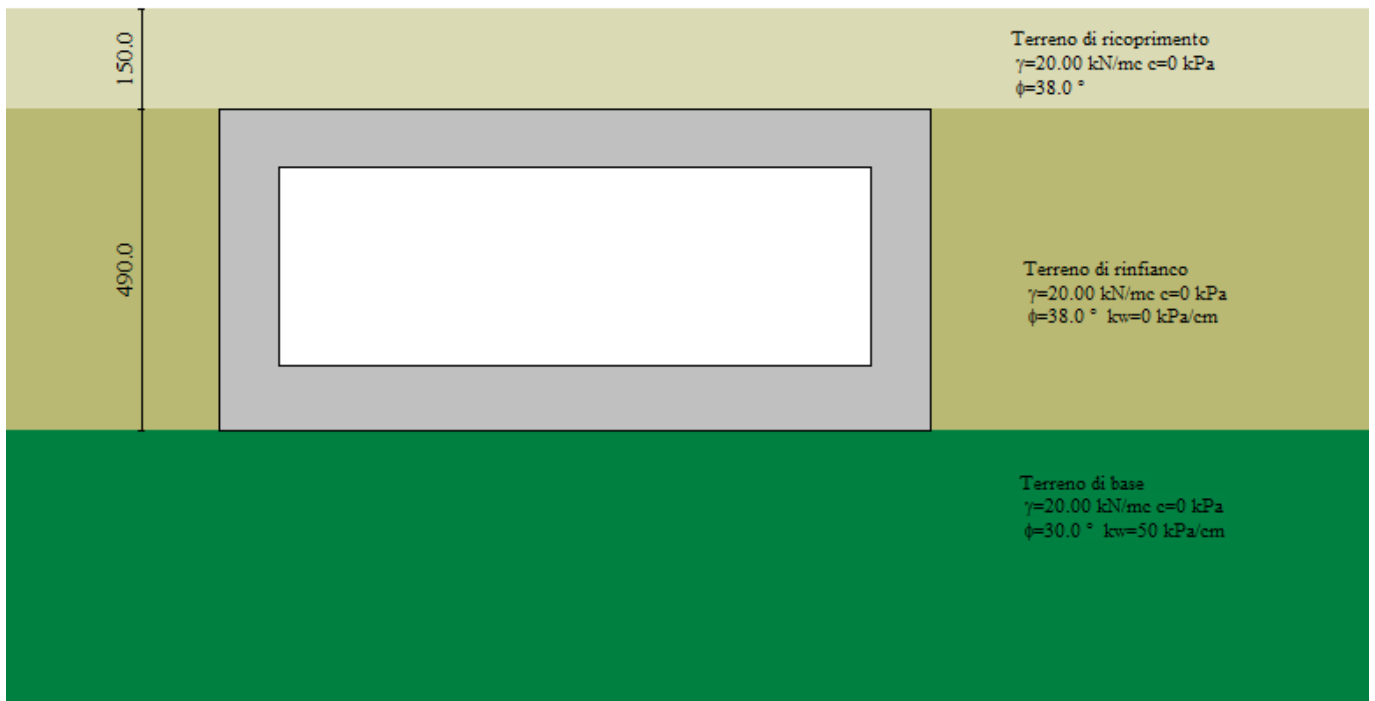 150.0
Terreno di ricoprimento
γ=20.00 kN/mc c=0 kPa
ϕ=38.0 °
490.0
Terreno di rinfianco
γ=20.00 kN/mc c=0 kPa
ϕ=38.0 ° kw=0 kPa/cm
Terreno di base
γ=20.00 kN/mc c=0 kPa
ϕ=30.0 ° kw=50 kPa/cm